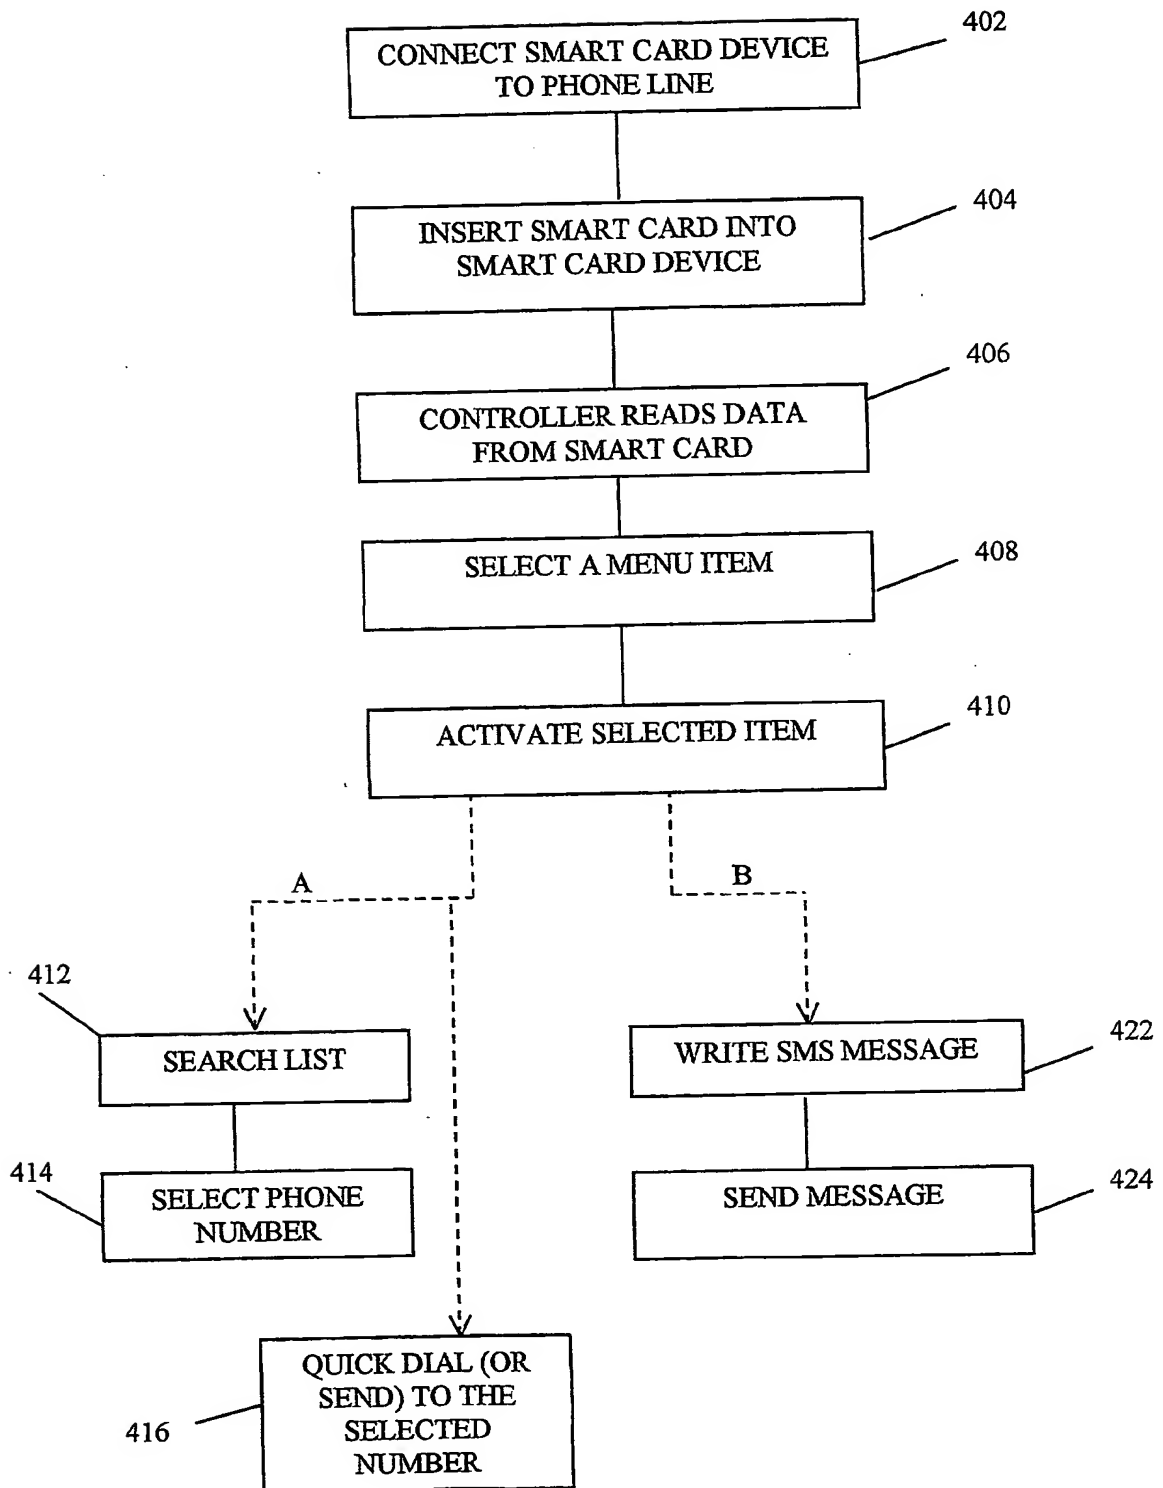 402
CONNECT SMART CARD DEVICE
TO PHONE LINE
404
INSERT SMART CARD INTO
SMART CARD DEVICE
406
CONTROLLER READS DATA
FROM SMART CARD
408
SELECT A MENU ITEM
410
ACTIVATE SELECTED ITEM
A
B
412
SEARCH LIST
WRITE SMS MESSAGE
422
414
SELECT PHONE
NUMBER
SEND MESSAGE
424
QUICK DIAL (OR
SEND) TO THE
SELECTED
NUMBER
416